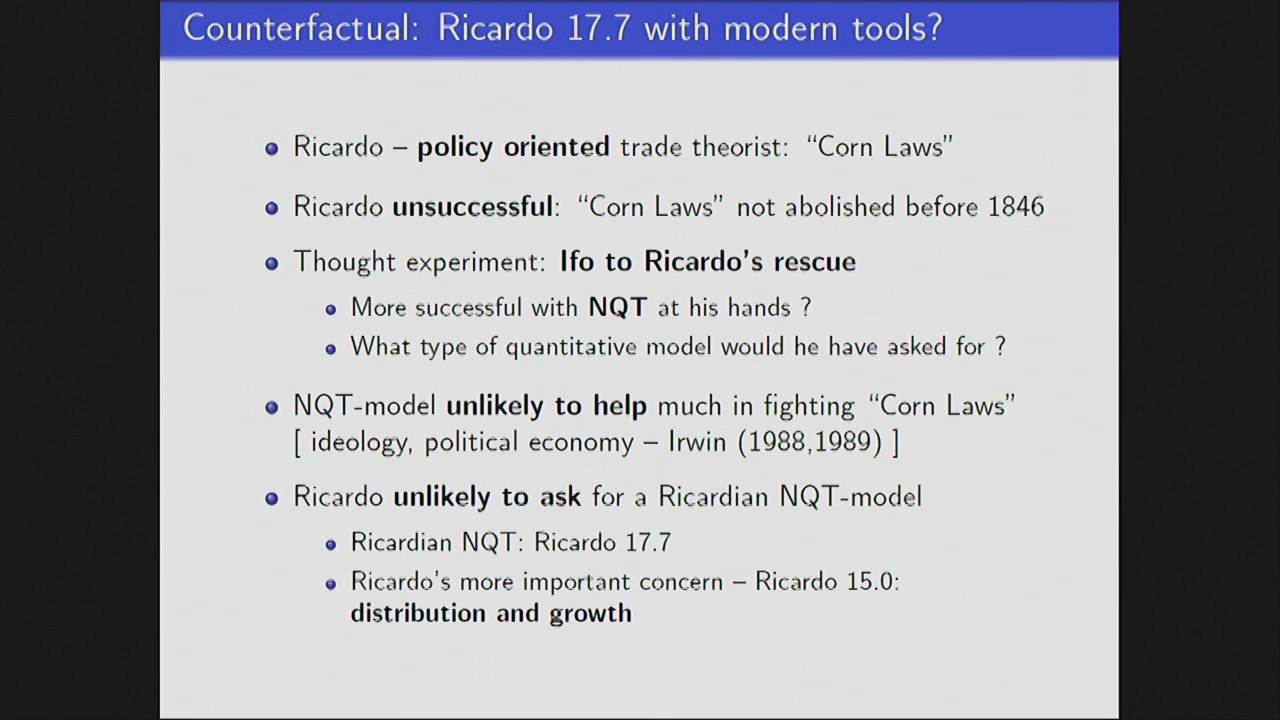 Counterfactual: Ricardo 17.7 with modern tools?
Ricardo – policy oriented trade theorist: “Corn Laws”
Ricardo unsuccessful: “Corn Laws” not abolished before 1846
Thought experiment: Ifo to Ricardo’s rescue
More successful with NQT at his hands ?
What type of quantitative model would he have asked for ?
NQT-model unlikely to help much in fighting “Corn Laws”
[ ideology, political economy – Irwin (1988,1989) ]
Ricardo unlikely to ask for a Ricardian NQT-model
Ricardian NQT: Ricardo 17.7
Ricardo’s more important concern – Ricardo 15.0:
distribution and growth